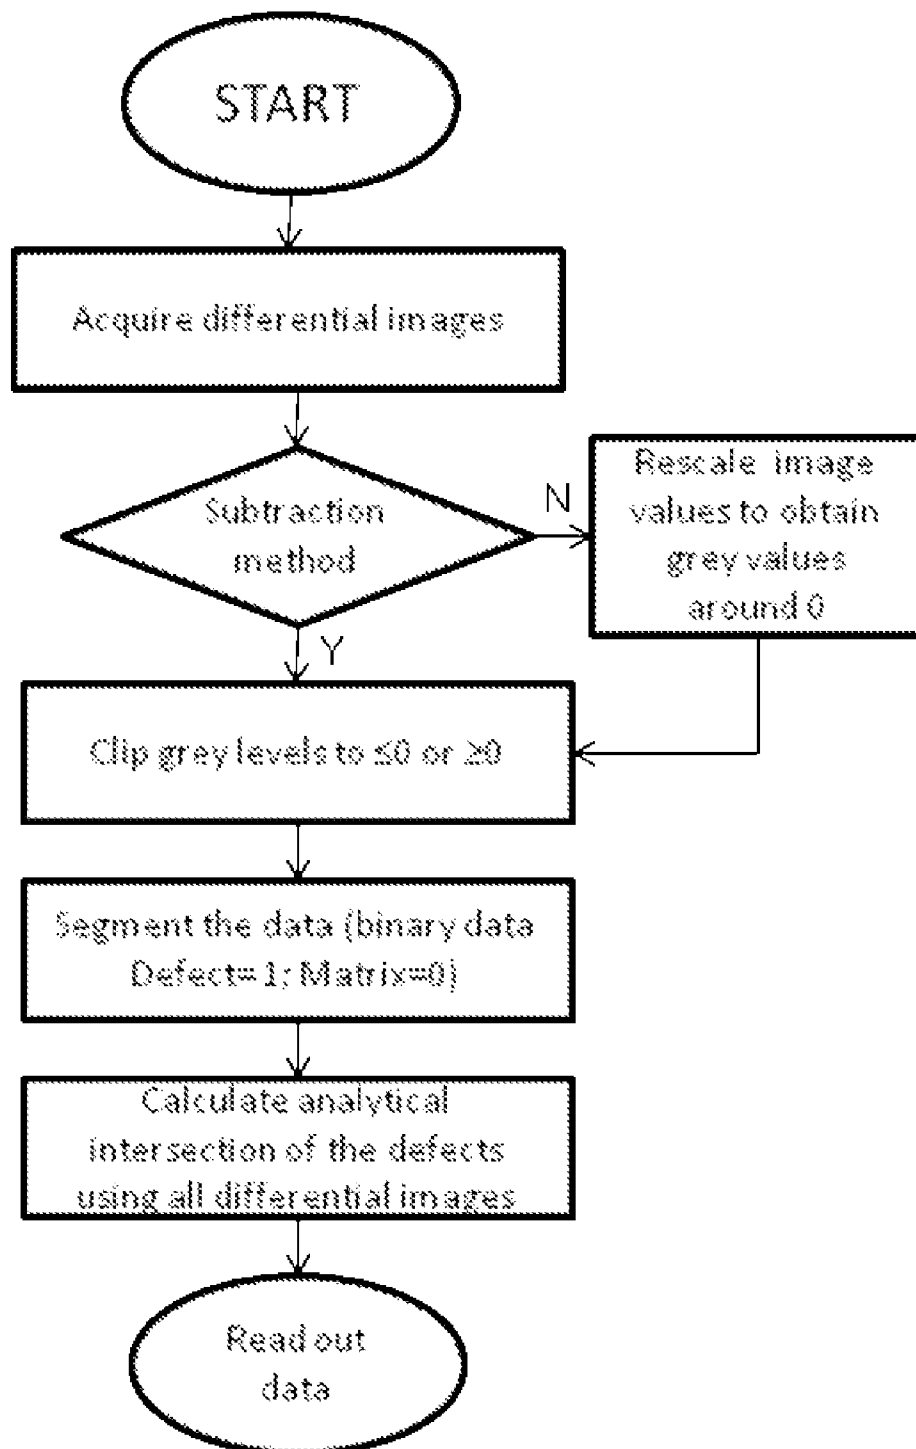 START
Acquire differential images
Subtraction
method
N
Rescale image
values to obtain
grey values
around 0
Y
Clip grey levels to ≤0 or ≥0
Segment the data (binary data
Defect=1; Matrix=0)
Calculate analytical
intersection of the defects
using all differential images
Read out
data